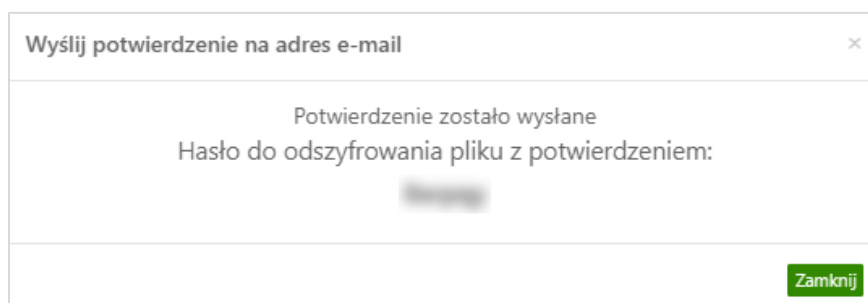 Wyślij potwierdzenie na adres e-mail
×
Potwierdzenie zostało wysłane
Hasło do odszyfrowania pliku z potwierdzeniem:
Zamknij